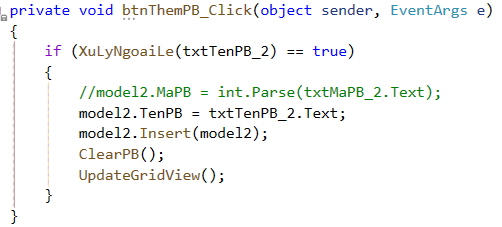 private void btnThemPB_Click(object sender, EventArgs e)
{
    if (XuLyNgoaiLe(txtTenPB_2) == true)
    {
        //model2.MaPB = int.Parse(txtMaPB_2.Text);
        model2.TenPB = txtTenPB_2.Text;
        model2.Insert(model2);
        ClearPB();
        UpdateGridView();
    }
}